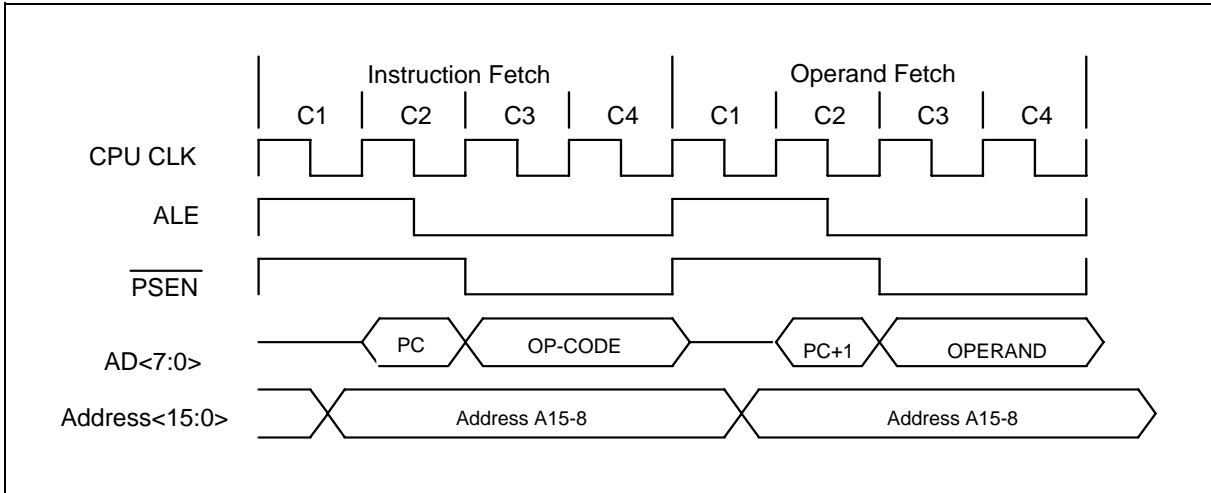 Instruction Fetch Operand Fetch
C1 C2 C3 C4 C1 C2 C3 C4
CPU CLK
ALE
PSEN
AD<7:0> PC OP-CODE PC+1 OPERAND
Address<15:0> Address A15-8 Address A15-8